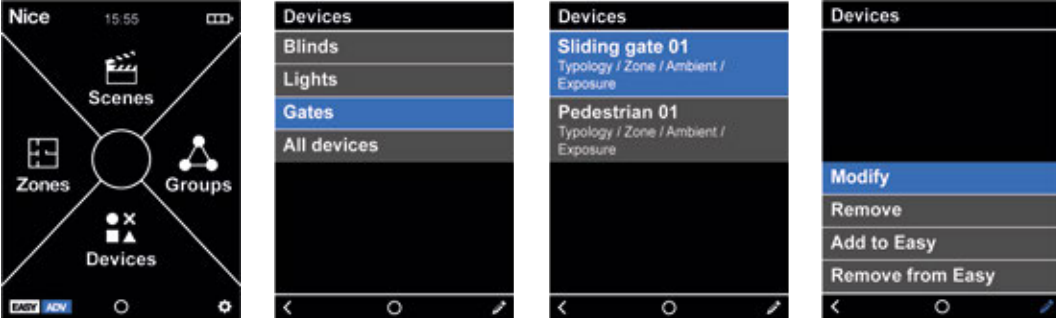 Nice 15:55
Scenes
Zones
Groups
Devices
EASY ADV
Devices
Blinds
Lights
Gates
All devices
Devices
Sliding gate 01
Typology / Zone / Ambient /
Exposure
Pedestrian 01
Typology / Zone / Ambient /
Exposure
Devices
Modify
Remove
Add to Easy
Remove from Easy